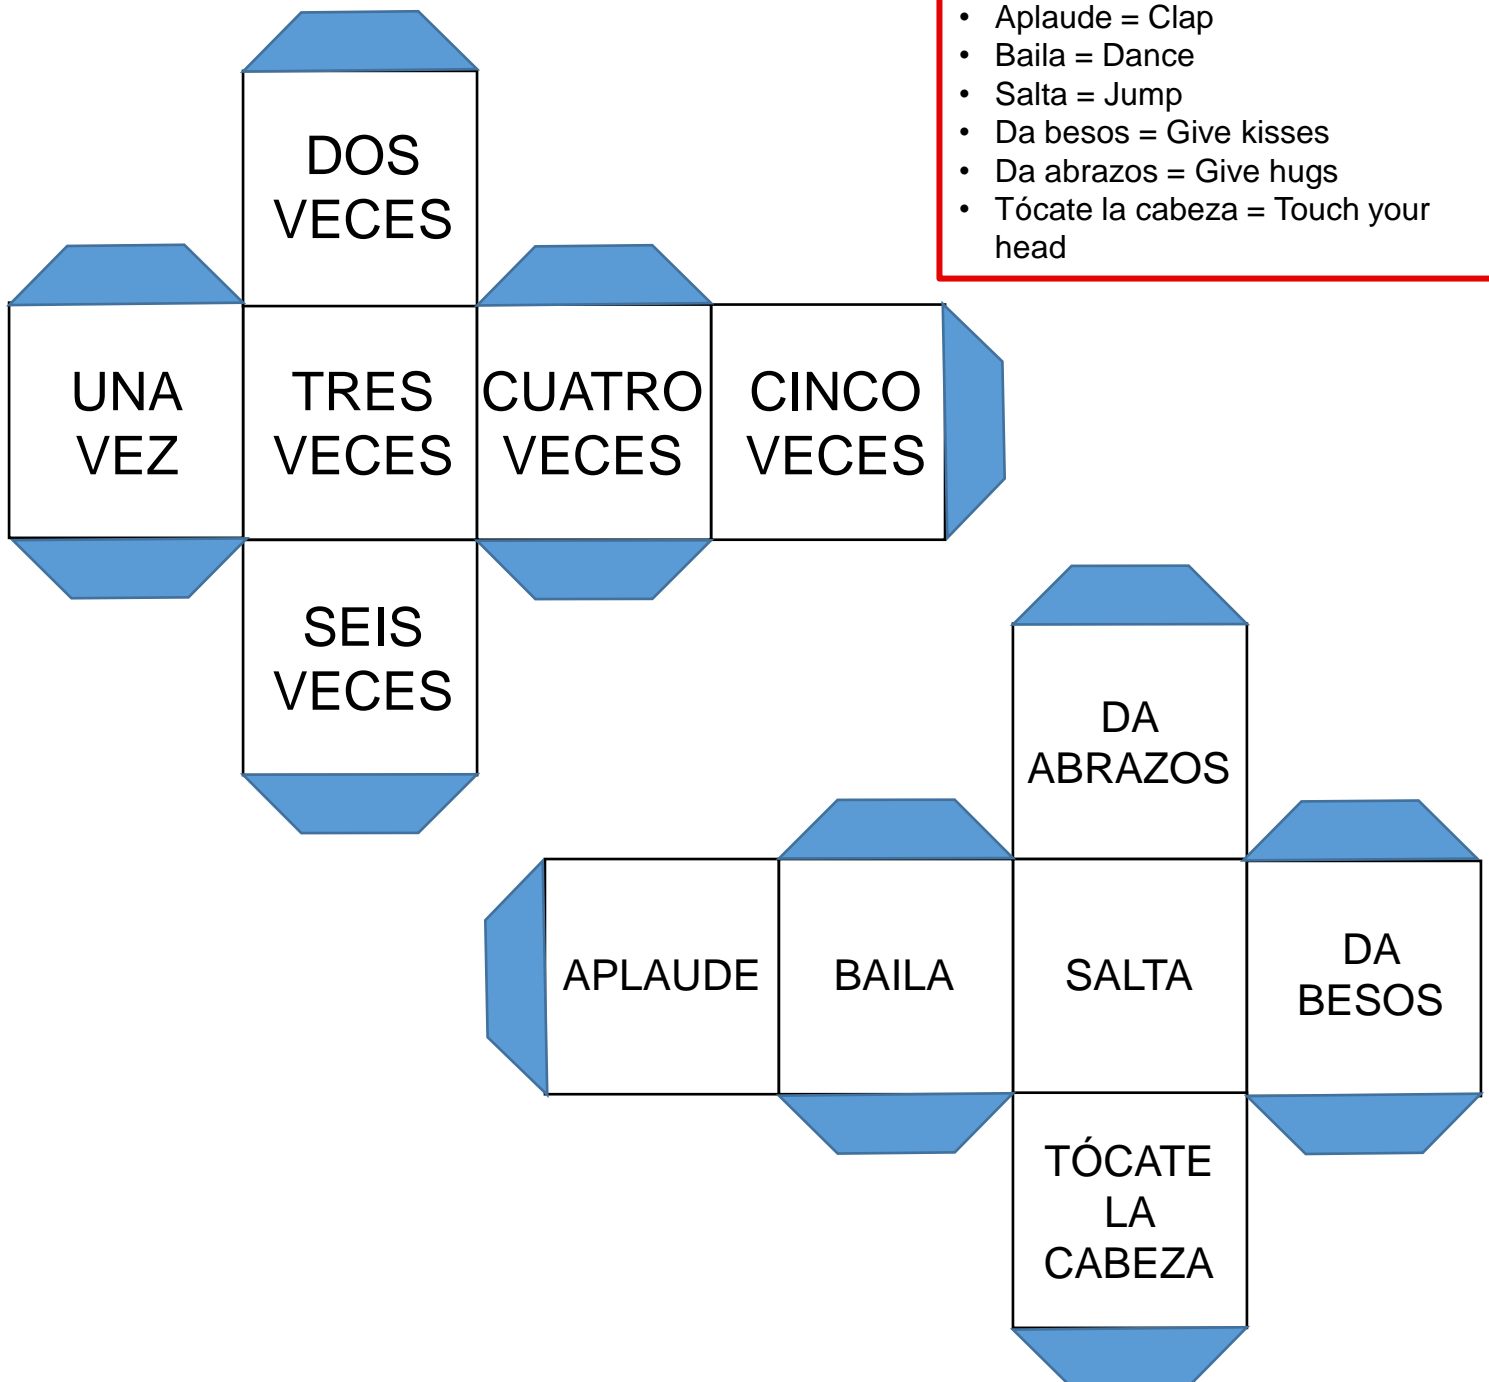 • Aplaude = Clap
• Baila = Dance
• Salta = Jump
• Da besos = Give kisses
• Da abrazos = Give hugs
• Tócate la cabeza = Touch your
head
DOS
VECES
UNA
VEZ
TRES
VECES
CUATRO
VECES
CINCO
VECES
SEIS
VECES
DA
ABRAZOS
APLAUDE
BAILA
SALTA
DA
BESOS
TÓCATE
LA
CABEZA